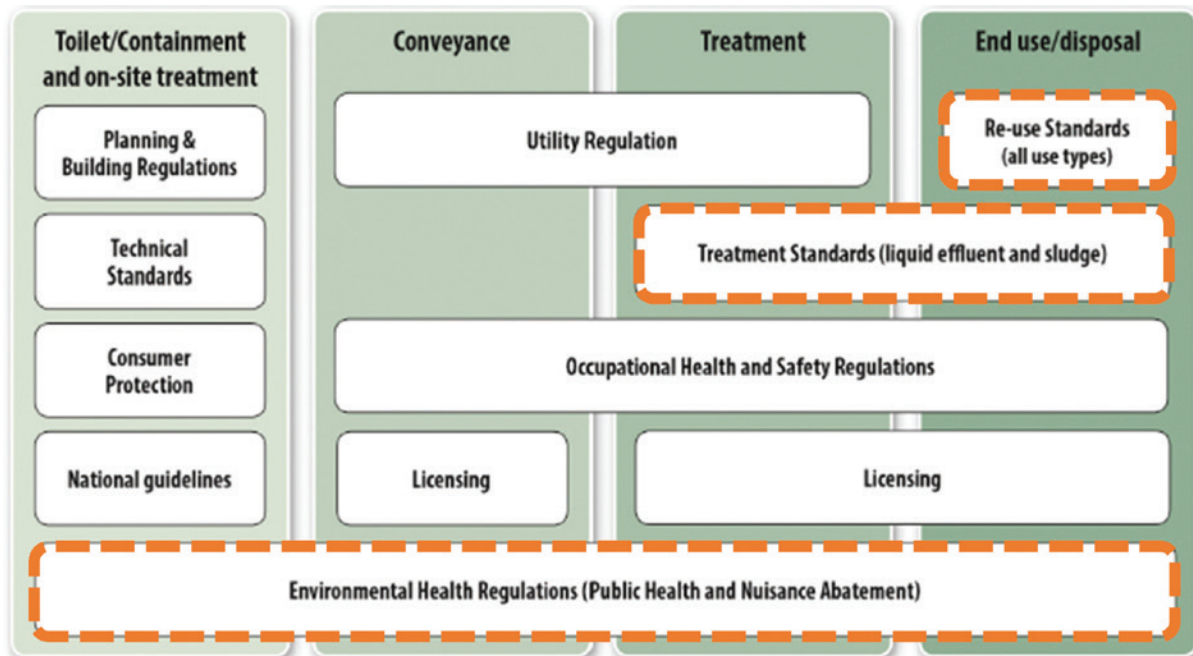 Toilet/Containment
and on-site treatment
Conveyance
Treatment
End use/disposal
Planning &
Building Regulations
Utility Regulation
Re-use Standards
(all use types)
Technical
Standards
Treatment Standards (liquid effluent and sludge)
Consumer
Protection
Occupational Health and Safety Regulations
National guidelines
Licensing
Licensing
Environmental Health Regulations (Public Health and Nuisance Abatement)